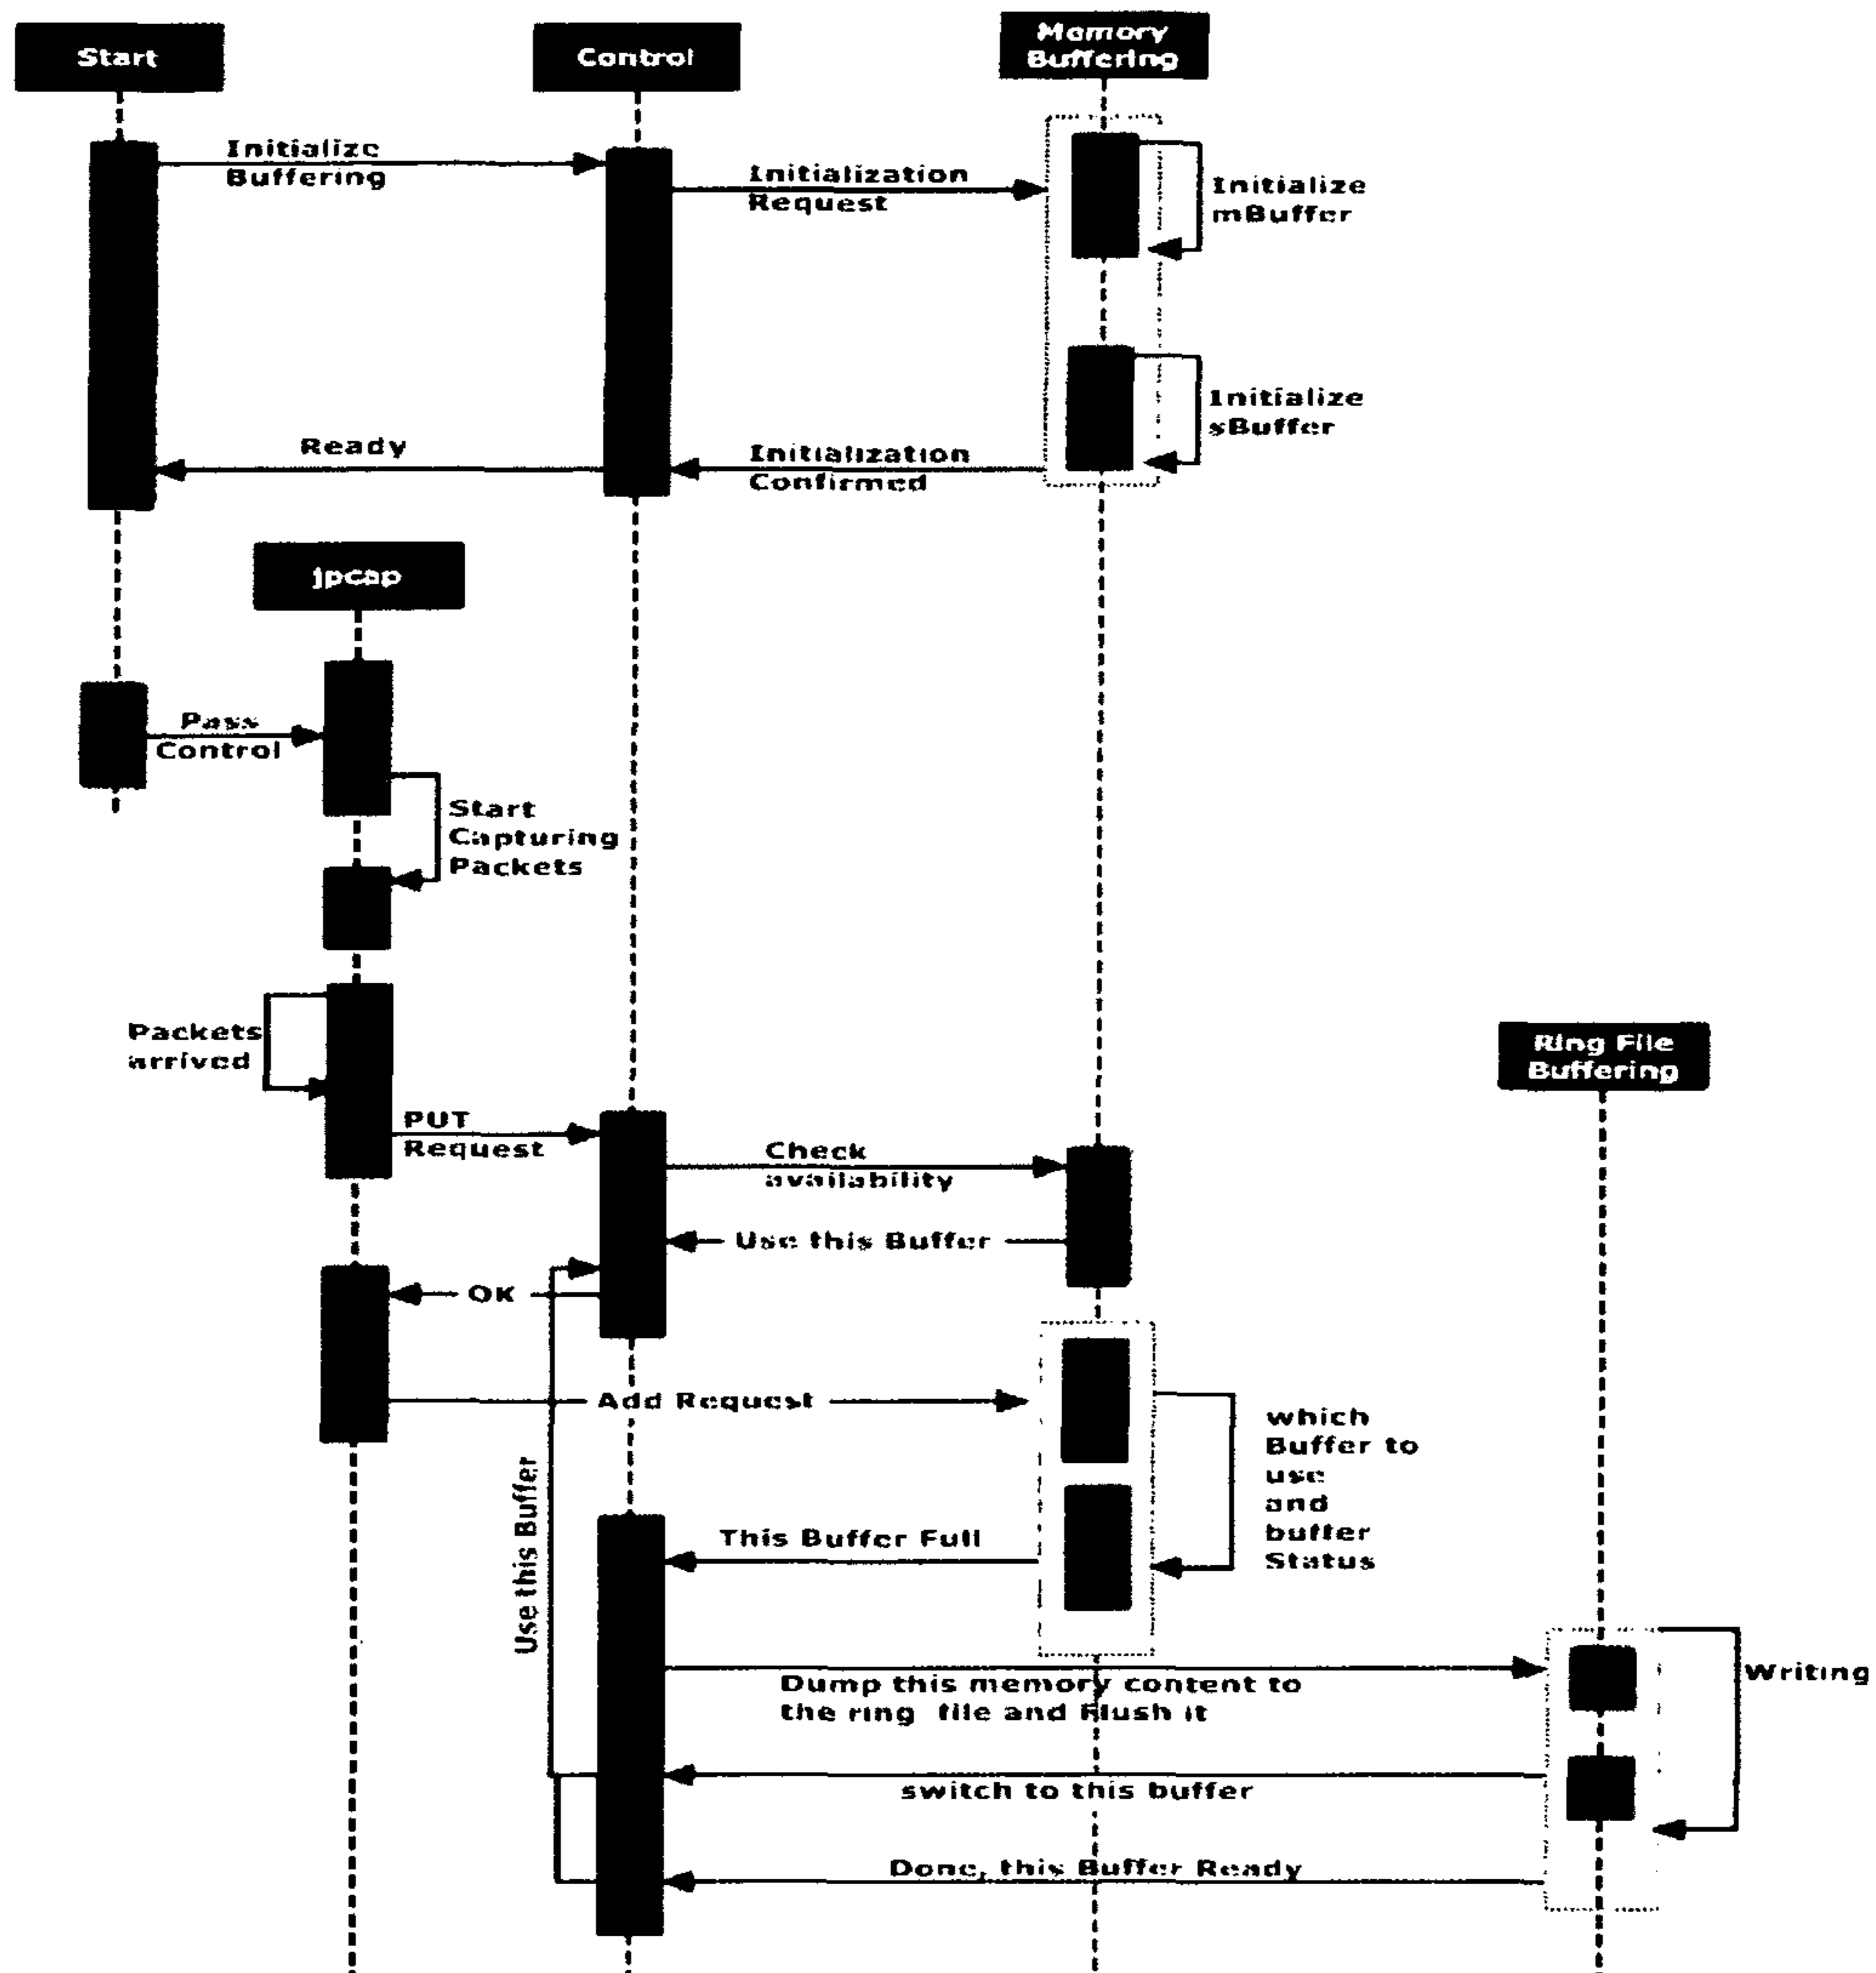 Start
Control
Memory
Buffering
Initialize
Buffering
Initialization
Request
Initialize
mBuffer
Initialize
sBuffer
Ready
Initialization
Confirmed
jpcap
Pass
Control
Start
Capturing
Packets
Packets
arrived
Ring File
Buffering
PUT
Request
Check
availability
Use this Buffer
OK
Add Request
which
Buffer to
use
and
buffer
Status
Use this Buffer
This Buffer Full
Writing
Dump this memory content to
the ring file and Flush it
switch to this buffer
Done, this Buffer Ready